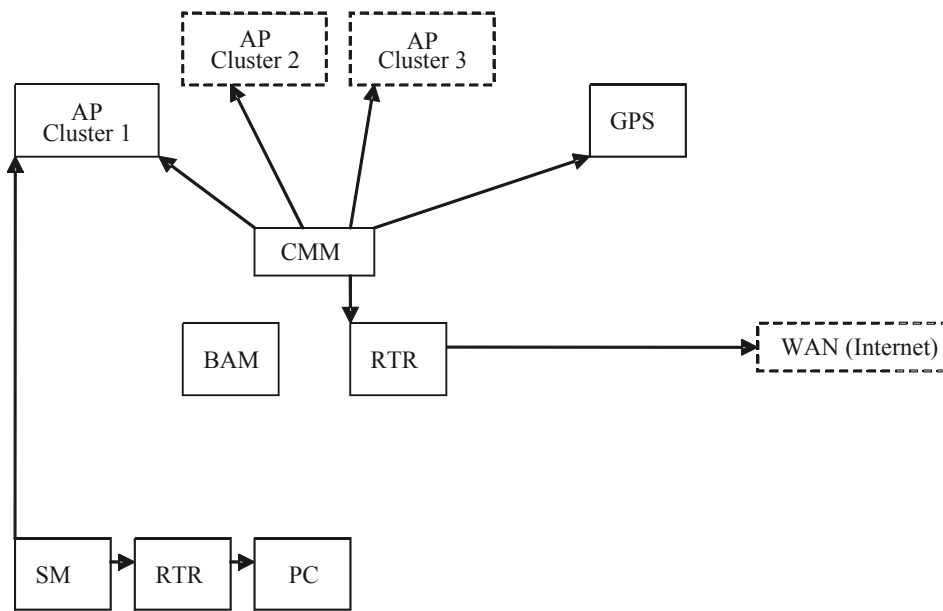 AP
Cluster 2
AP
Cluster 3
AP
Cluster 1
GPS
CMM
BAM
RTR
WAN (Internet)
SM
RTR
PC